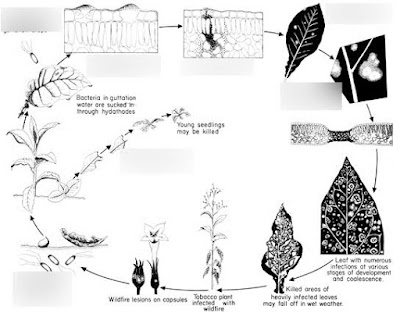 Bacteria in guttation
water are sucked in
through hydathodes
Young seedlings
may be killed
Leaf with numerous
infections at various
stages of development
and coalescence.
Killed areas of
heavily infected leaves
may fall off in wet weather.
Tobacco plant
infected with
wildfire
Wildfire lesions on capsules